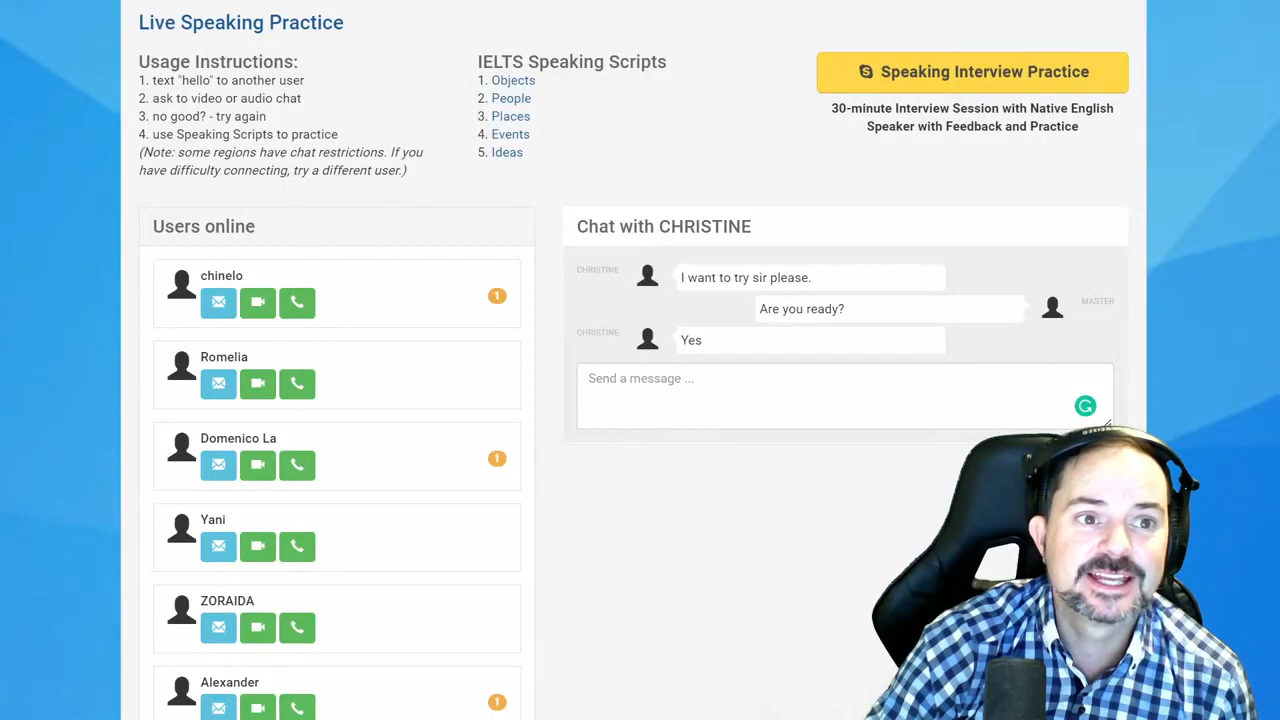 Live Speaking Practice
Usage Instructions:
1. text "hello" to another user
2. ask to video or audio chat
3. no good? - try again
4. use Speaking Scripts to practice
(Note: some regions have chat restrictions. If you
have difficulty connecting, try a different user.)
IELTS Speaking Scripts
1. Objects
2. People
3. Places
4. Events
5. Ideas
Speaking Interview Practice
30-minute Interview Session with Native English
Speaker with Feedback and Practice
Users online
chinelo
1
Romelia
Domenico La
1
Yani
ZORAIDA
Alexander
1
Chat with CHRISTINE
CHRISTINE
I want to try sir please.
Are you ready?
MASTER
CHRISTINE
Yes
Send a message ...